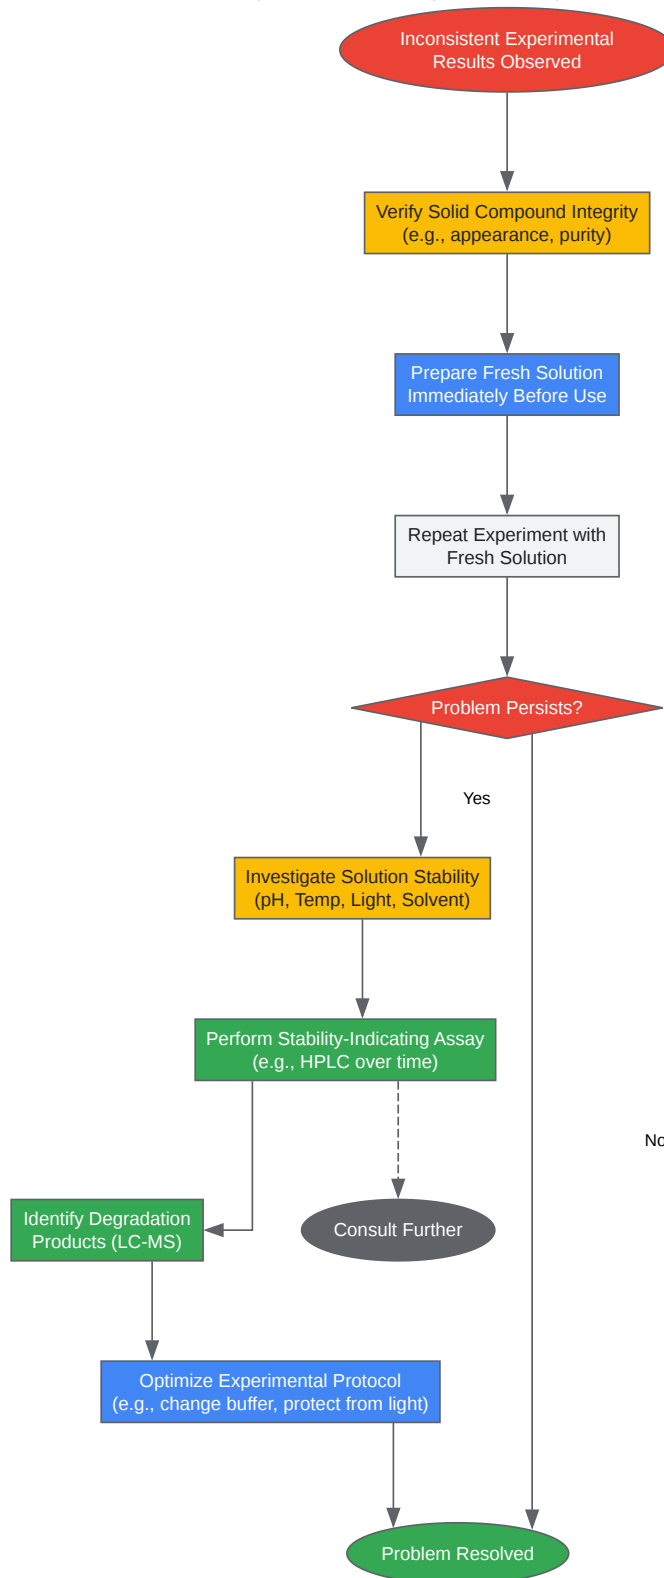 Inconsistent Experimental
Results Observed
Verify Solid Compound Integrity
(e.g., appearance, purity)
Prepare Fresh Solution
Immediately Before Use
Repeat Experiment with
Fresh Solution
Problem Persists?
Yes
Investigate Solution Stability
(pH, Temp, Light, Solvent)
Perform Stability-Indicating Assay
(e.g., HPLC over time)
No
Identify Degradation
Products (LC-MS)
Consult Further
Optimize Experimental Protocol
(e.g., change buffer, protect from light)
Problem Resolved